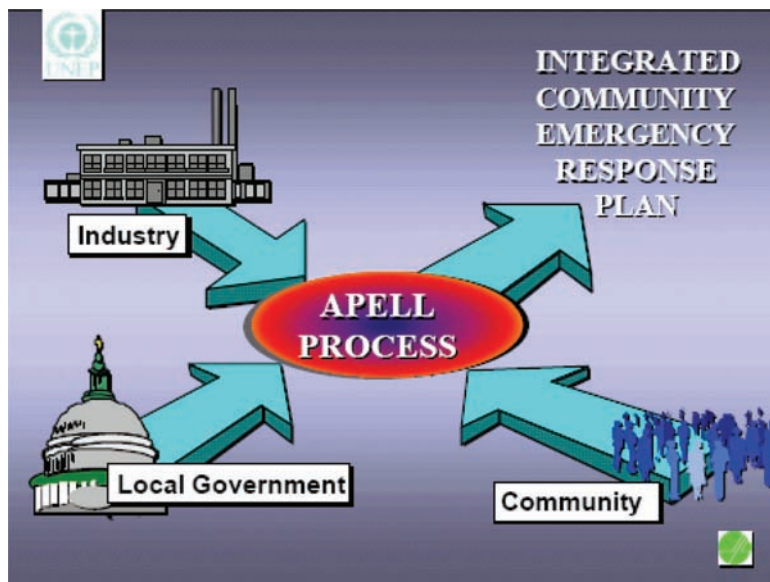 UNEP
INTEGRATED
COMMUNITY
EMERGENCY
RESPONSE
PLAN
Industry
APELL
PROCESS
Local Government
Community